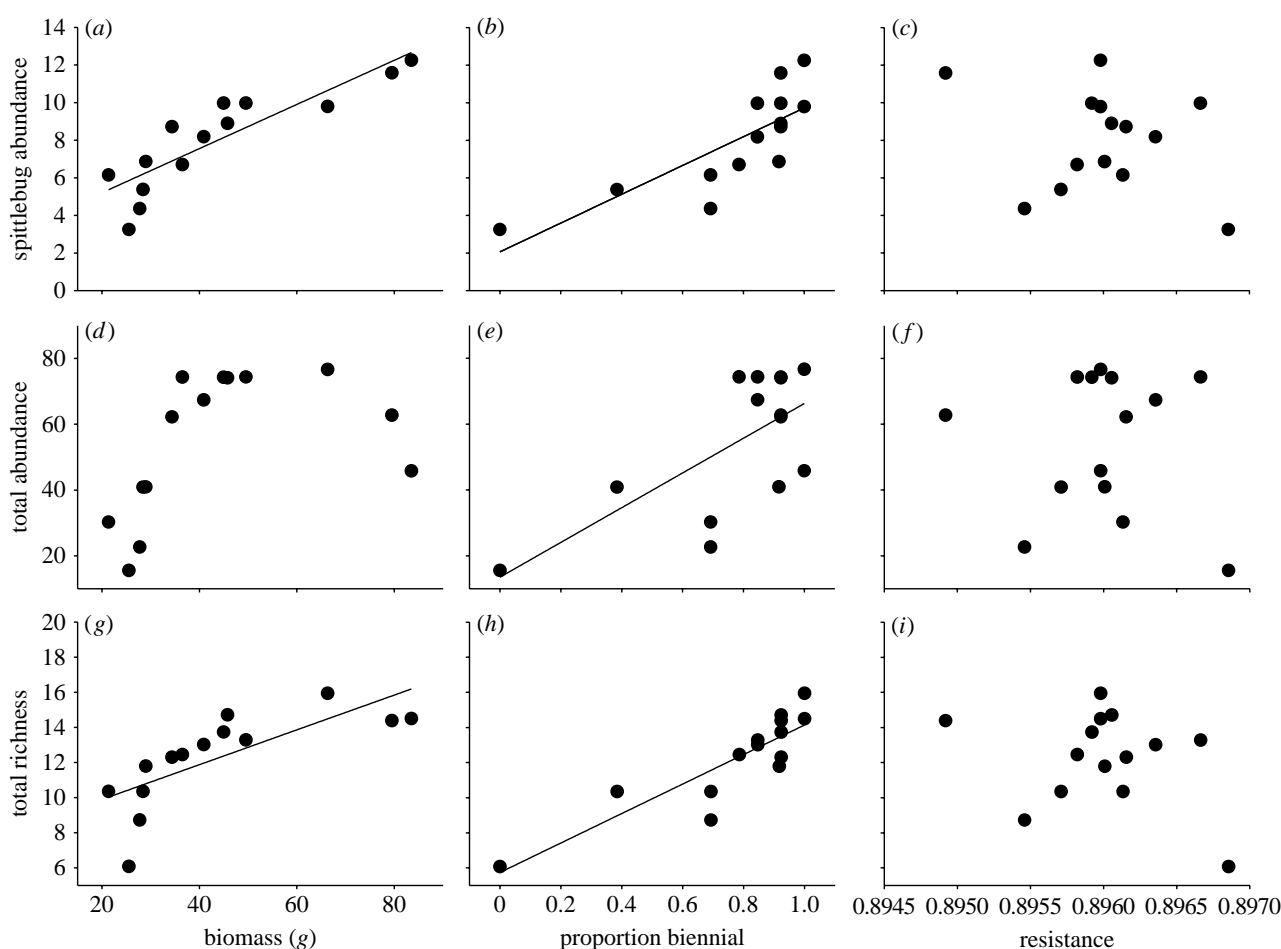 (a)
(b)
(c)
14
12
10
8
6
4
2
0
spittlebug abundance
(d)
(e)
(f)
80
60
40
20
total abundance
(g)
(h)
(i)
20
18
16
14
12
10
8
6
total richness
20 40 60 80
0 0.2 0.4 0.6 0.8 1.0
0.8945 0.8950 0.8955 0.8960 0.8965 0.8970
biomass (g)
proportion biennial
resistance